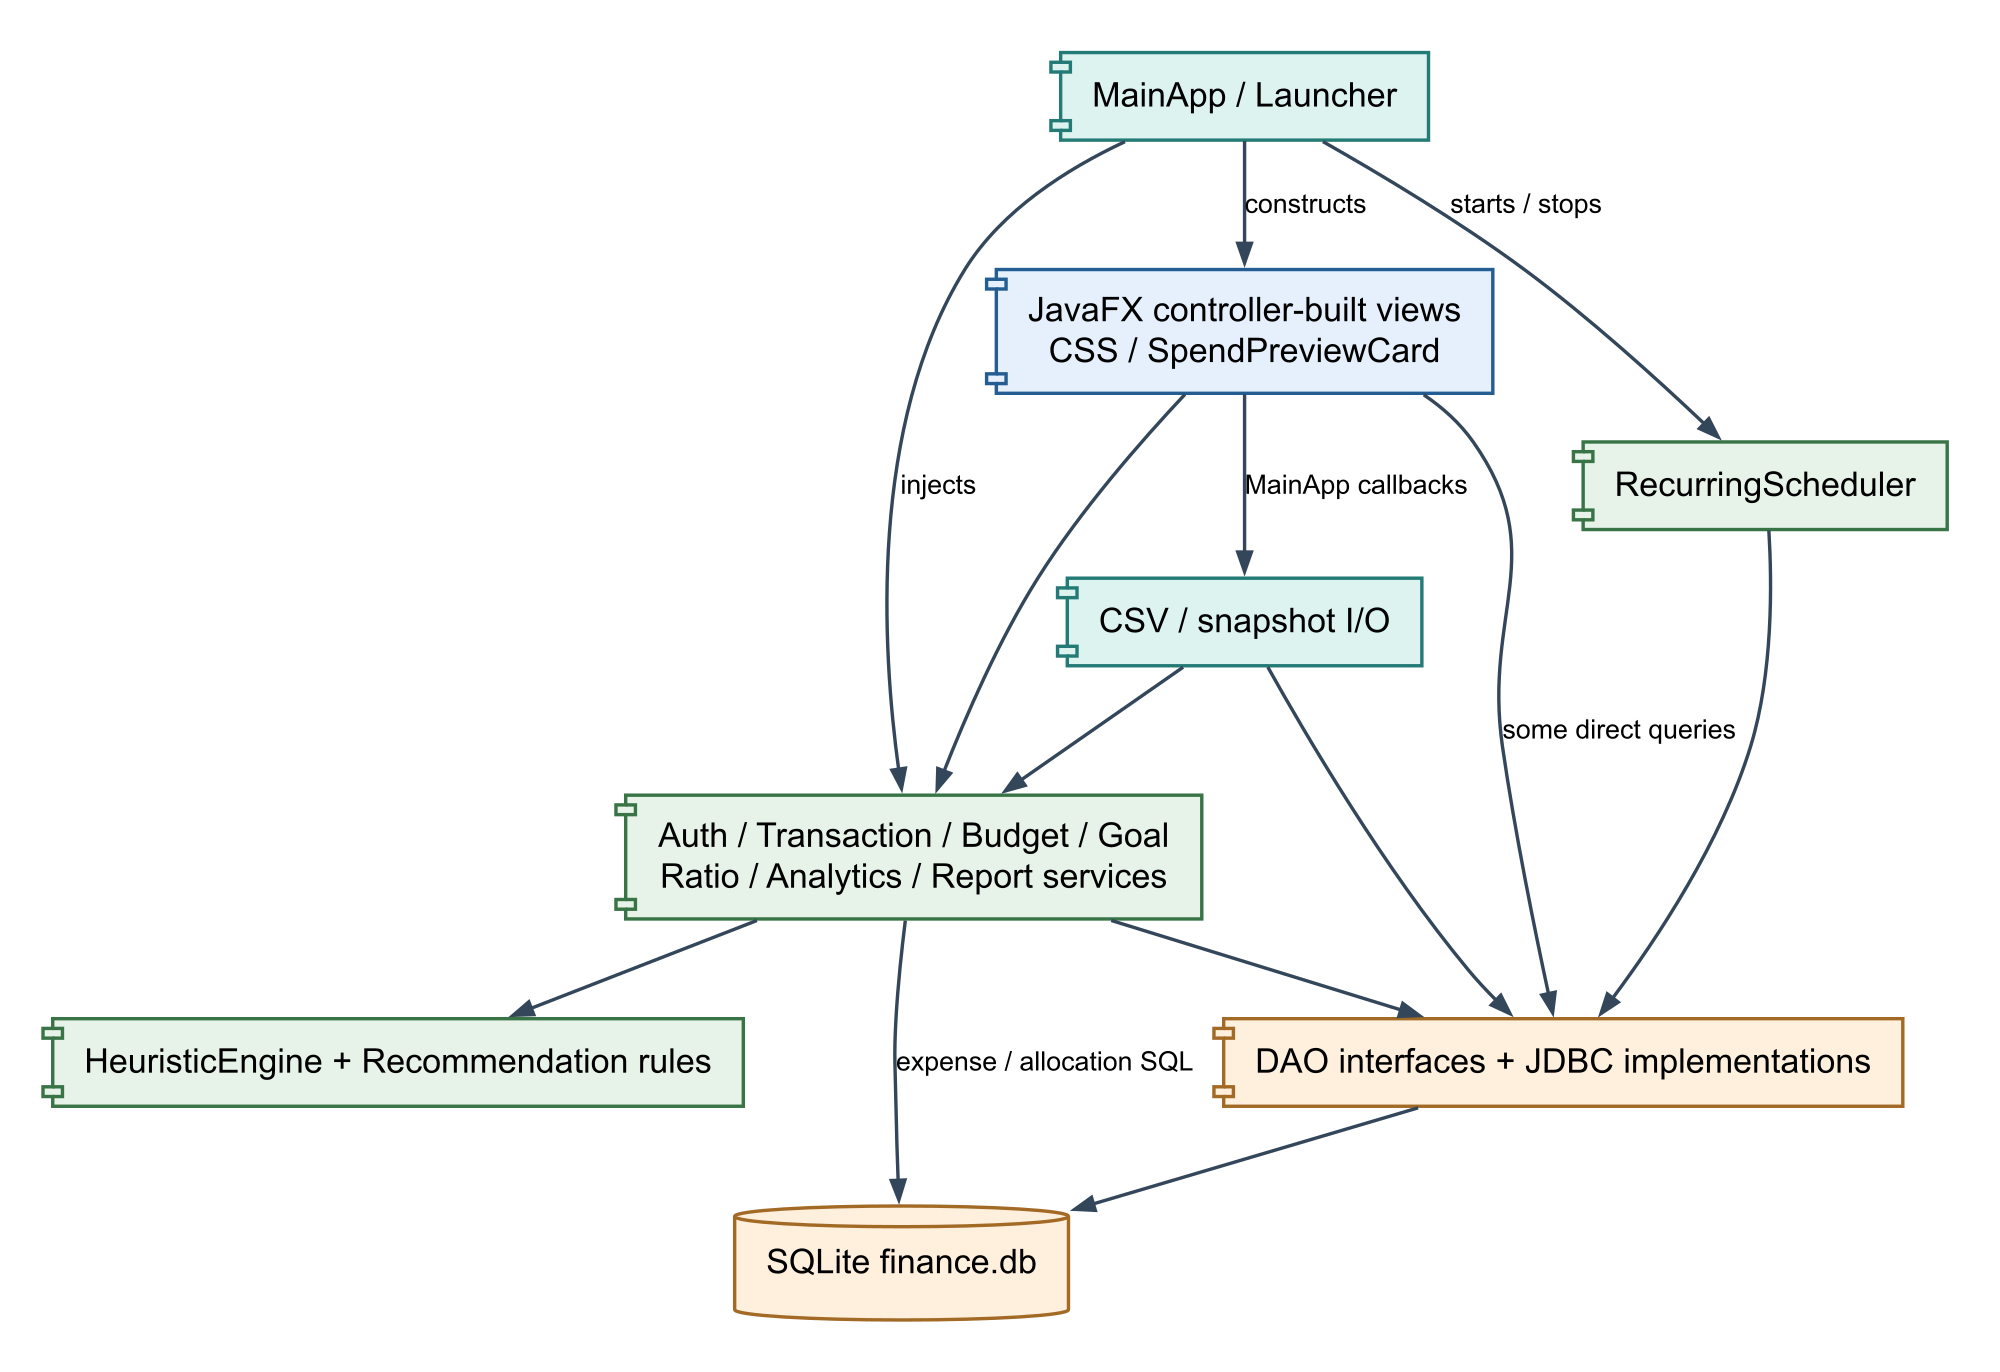 MainApp / Launcher
constructs
starts / stops
JavaFX controller-built views
CSS / SpendPreviewCard
injects
MainApp callbacks
RecurringScheduler
CSV / snapshot I/O
some direct queries
Auth / Transaction / Budget / Goal
Ratio / Analytics / Report services
HeuristicEngine + Recommendation rules
expense / allocation SQL
DAO interfaces + JDBC implementations
SQLite finance.db